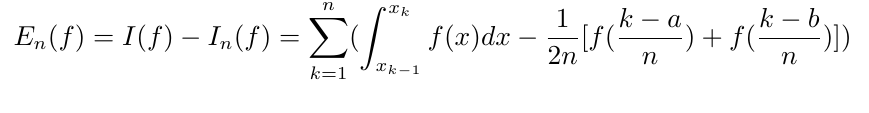 $E_n(f) = I(f) - I_n(f) = \sum_{k=1}^{n} (\int_{x_{k-1}}^{x_k} f(x)dx - \frac{1}{2n}[f(\frac{k-a}{n}) + f(\frac{k-b}{n})])$